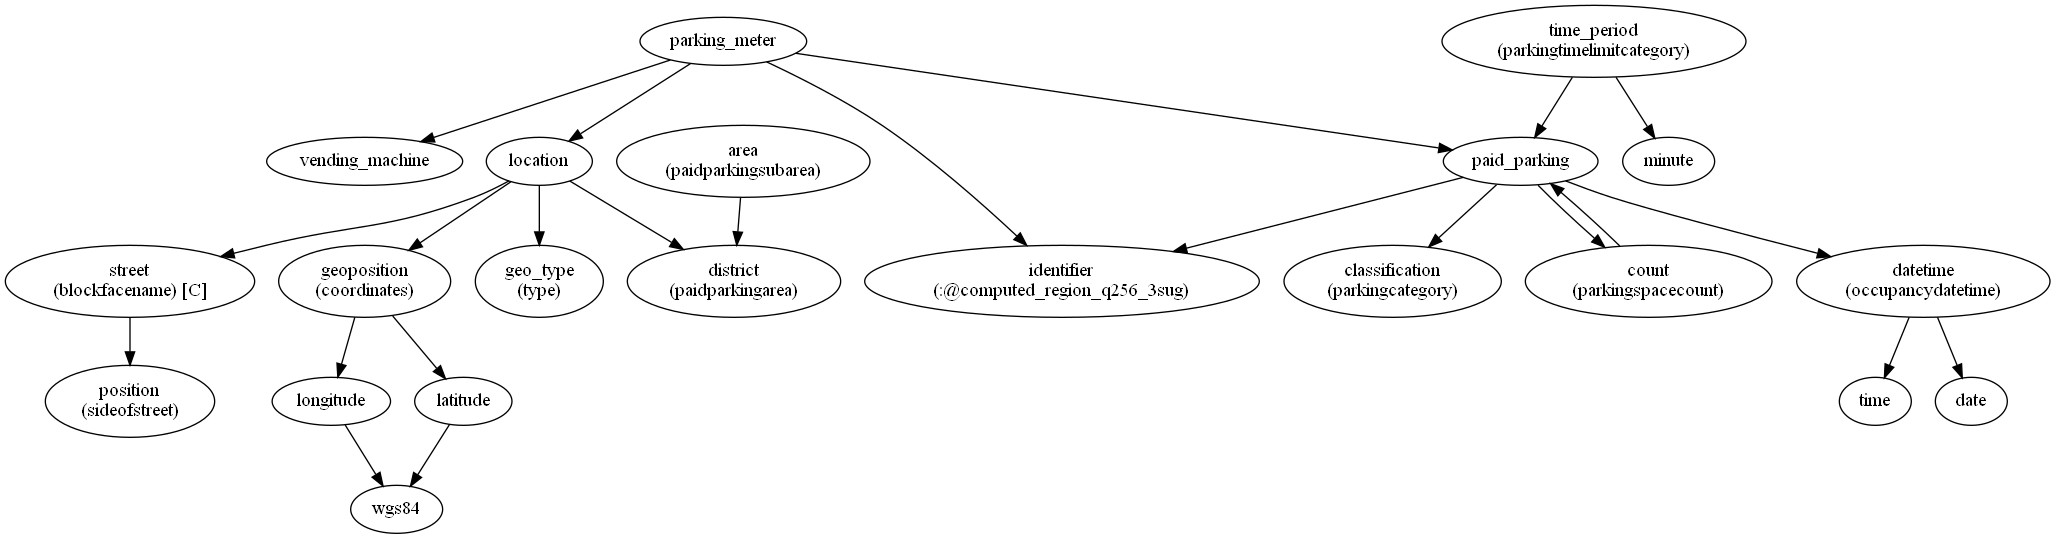 parking_meter
time_period
(parkingtimelimitcategory)
vending_machine
location
area
(paidparkingsubarea)
paid_parking
minute
street
(blockfacename) [C]
geoposition
(coordinates)
geo_type
(type)
district
(paidparkingarea)
identifier
(:@computed_region_q256_3sug)
classification
(parkingcategory)
count
(parkingspacecount)
datetime
(occupancydatetime)
position
(sideofstreet)
longitude
latitude
time
date
wgs84